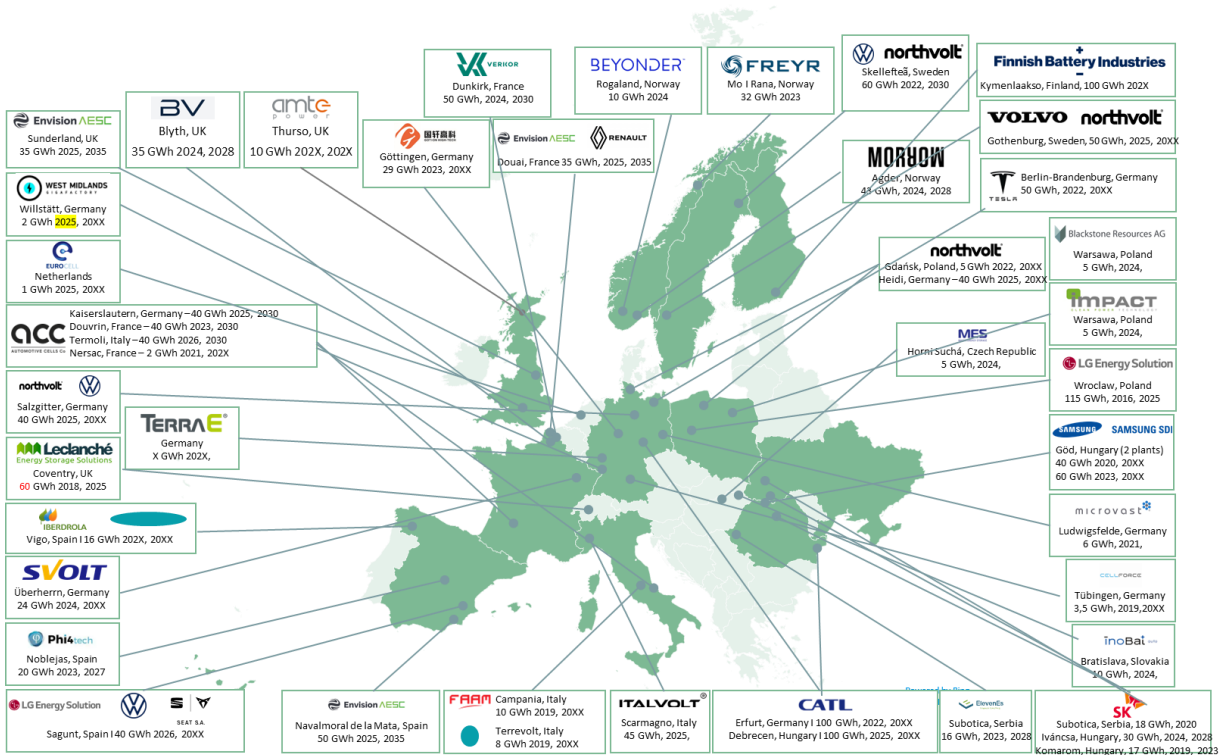 VERKOR
Dunkirk, France
50 GWh, 2024, 2030
BEYONDER
Rogaland, Norway
10 GWh 2024
FREYR
Mo I Rana, Norway
32 GWh 2023
northvolt
Skellefteå, Sweden
60 GWh 2022, 2030
Finnish Battery Industries
Kymenlaakso, Finland, 100 GWh 202X
Envision AESC
Sunderland, UK
35 GWh 2025, 2035
BV
Blyth, UK
35 GWh 2024, 2028
amte
power
Thurso, UK
10 GWh 202X, 202X
国轩高科
Göttingen, Germany
29 GWh 2023, 20XX
Envision AESC RENAULT
Douai, France 35 GWh, 2025, 2035
MORROW
Agder, Norway
43 GWh, 2024, 2028
VOLVO northvolt
Gothenburg, Sweden, 50 GWh, 2025, 20XX
TESLA
Berlin-Brandenburg, Germany
50 GWh, 2022, 20XX
WEST MIDLANDS
GIGAFACTORY
Willstätt, Germany
2 GWh 2025, 20XX
EUROCELL
Netherlands
1 GWh 2025, 20XX
northvolt
Gdańsk, Poland, 5 GWh 2022, 20XX
Heidi, Germany – 40 GWh 2025, 20XX
Blackstone Resources AG
Warsawa, Poland
5 GWh, 2024,
acc
AUTOMOTIVE CELLS Co
Kaiserslautern, Germany – 40 GWh 2025, 2030
Douvrin, France – 40 GWh 2023, 2030
Termoli, Italy – 40 GWh 2026, 2030
Nersac, France – 2 GWh 2021, 202X
IMPACT
CLEAN POWER TECHNOLOGY
Warsawa, Poland
5 GWh, 2024,
MES
Horni Suchá, Czech Republic
5 GWh, 2024,
LG Energy Solution
Wroclaw, Poland
115 GWh, 2016, 2025
northvolt
Salzgitter, Germany
40 GWh 2025, 20XX
TERRAE
Germany
X GWh 202X,
Leclanché
Energy Storage Solutions
Coventry, UK
60 GWh 2018, 2025
SAMSUNG SAMSUNG SDI
Göd, Hungary (2 plants)
40 GWh 2020, 20XX
60 GWh 2023, 20XX
IBERDROLA
Vigo, Spain I 16 GWh 202X, 20XX
microvast
Ludwigsfelde, Germany
6 GWh, 2021,
SVOLT
Überherrn, Germany
24 GWh 2024, 20XX
CELLFORCE
Tübingen, Germany
3,5 GWh, 2019,20XX
Phi4tech
Noblejas, Spain
20 GWh 2023, 2027
inoBat
Bratislava, Slovakia
10 GWh, 2024,
LG Energy Solution SEAT S.A.
Sagunt, Spain I 40 GWh 2026, 20XX
Envision AESC
Navalmoral de la Mata, Spain
50 GWh 2025, 2035
FAAM
Campania, Italy
10 GWh 2019, 20XX
Terrevolt, Italy
8 GWh 2019, 20XX
ITALVOLT
Scarmagno, Italy
45 GWh, 2025,
CATL
Erfurt, Germany I 100 GWh, 2022, 20XX
Debrecen, Hungary I 100 GWh, 2025, 20XX
Powered by Bing
ElevenEs
Subotica, Serbia
16 GWh, 2023, 2028
SK
Subotica, Serbia, 18 GWh, 2020
Iváncsa, Hungary, 30 GWh, 2024, 2028
Komarom, Hungary, 17 GWh, 2019, 2023